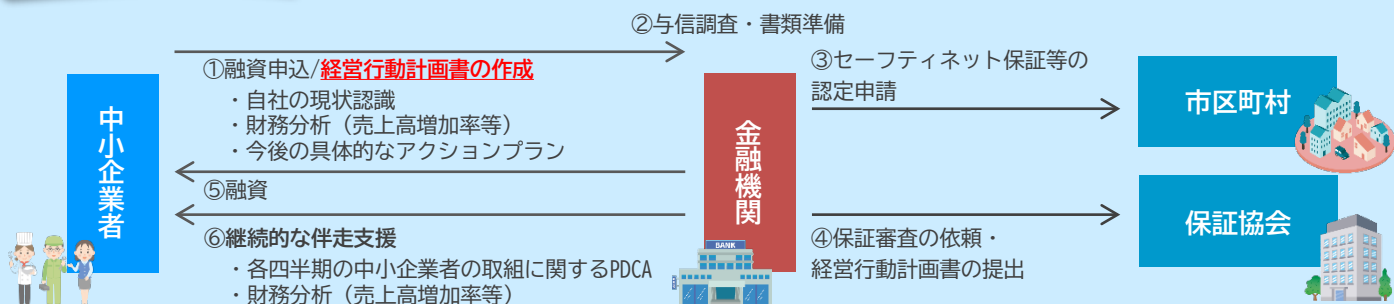 ②与信調査・書類準備
中小企業者
①融資申込/経営行動計画書の作成
・自社の現状認識
・財務分析（売上高増加率等）
・今後の具体的なアクションプラン
⑤融資
⑥継続的な伴走支援
・各四半期の中小企業者の取組に関するPDCA
・財務分析（売上高増加率等）
金融機関
BANK
③セーフティネット保証等の
認定申請
市区町村
④保証審査の依頼・
経営行動計画書の提出
保証協会